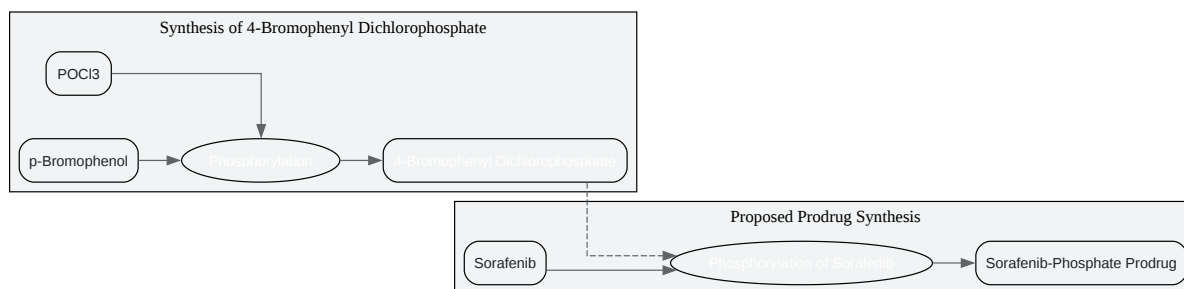 Synthesis of 4-Bromophenyl Dichlorophosphate
POCl3
p-Bromophenol
Phosphorylation
4-Bromophenyl Dichlorophosphate
Proposed Prodrug Synthesis
Sorafenib
Phosphorylation of Sorafenib
Sorafenib-Phosphate Prodrug